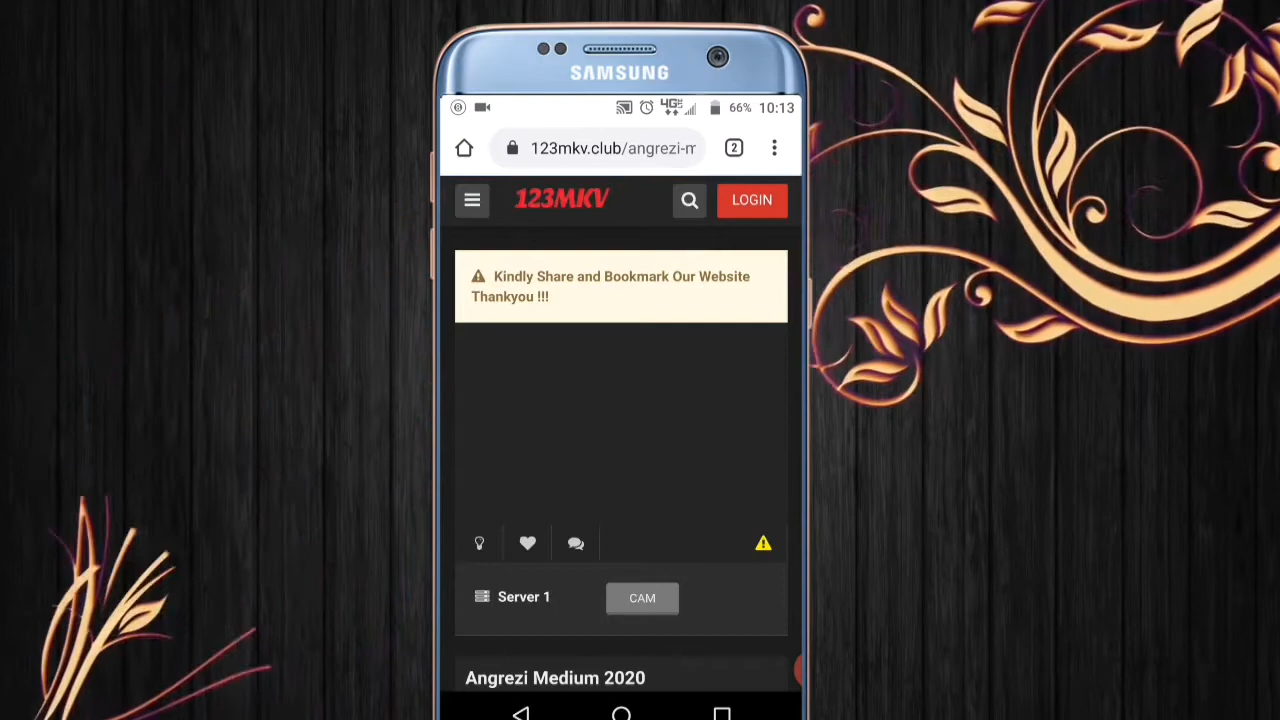 SAMSUNG
66% 10:13
123mkv.club/angrezi-m
2
123MKV
LOGIN
Kindly Share and Bookmark Our Website
Thankyou !!!
Server 1
CAM
Angrezi Medium 2020